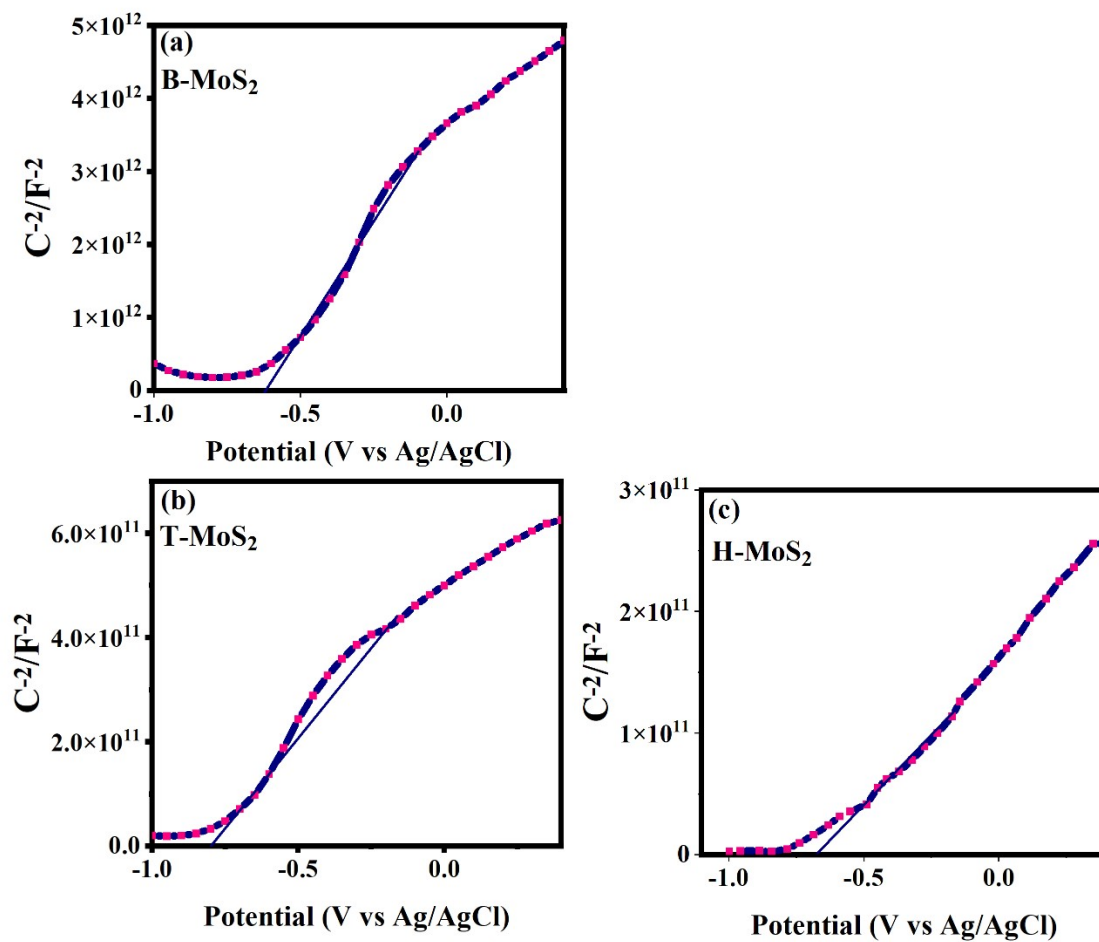 (a)
B-MoS₂
5×10¹²
4×10¹²
3×10¹²
2×10¹²
1×10¹²
0
C⁻²/F⁻²
-1.0
-0.5
0.0
Potential (V vs Ag/AgCl)
(b)
T-MoS₂
6.0×10¹¹
4.0×10¹¹
2.0×10¹¹
0.0
C⁻²/F⁻²
-1.0
-0.5
0.0
Potential (V vs Ag/AgCl)
(c)
H-MoS₂
3×10¹¹
2×10¹¹
1×10¹¹
0
C⁻²/F⁻²
-1.0
-0.5
0.0
Potential (V vs Ag/AgCl)